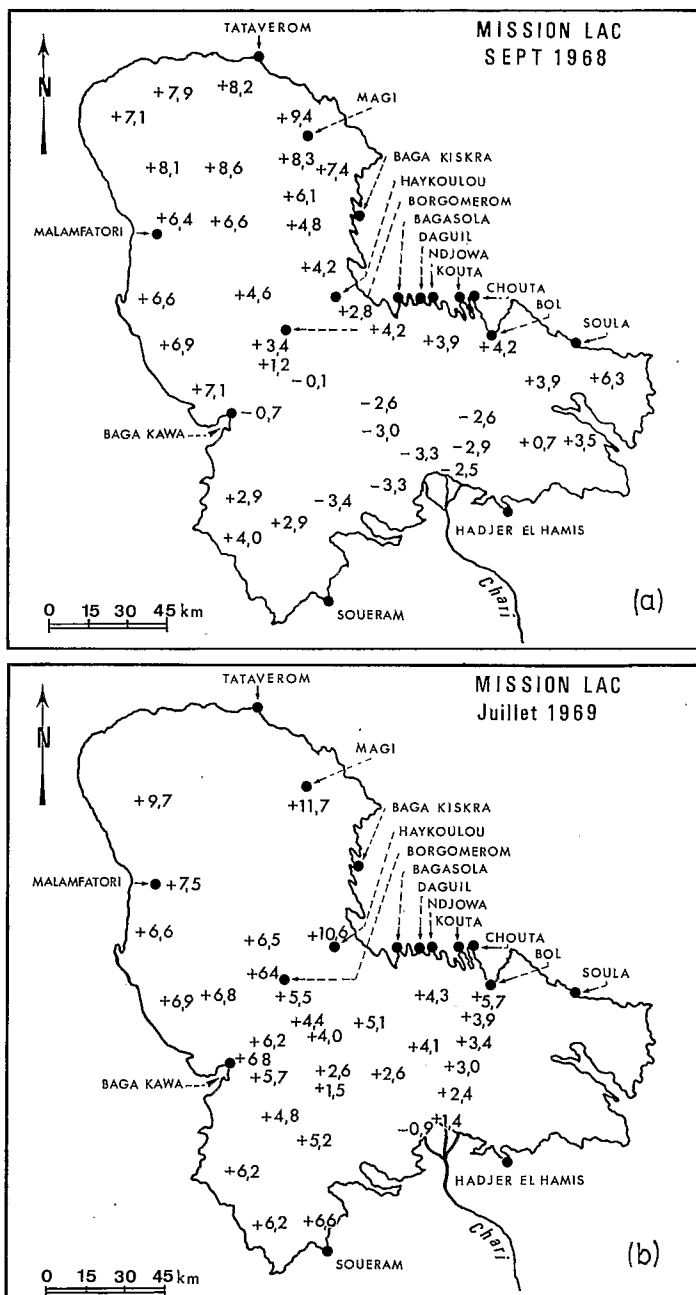 TATAVEROM
MISSION LAC
SEPT 1968
N
+7,9 +8,2
+7,1
+9,4
MAGI
+8,1 +8,6 +8,3 +7,4
BAGA KISKRA
HAYKOULOU
BORGOMEROM
BAGASOLA
DAGUIL
NDJOWA
KOUTA
CHOUTA
BOL
SOULA
+6,1
+6,4 +6,6 +4,8
MALAMFATORI
+4,2
+6,6 +4,6 +2,8
+6,9 +3,4 +4,2 +3,9 +4,2
+1,2
−0,1
+7,1 +3,9 +6,3
−0,7 −2,6 −2,6
BAGA KAWA
−3,0 −2,9 +0,7 +3,5
−3,3 −2,5
−3,3
+2,9 −3,4
+2,9
+4,0
HADJER EL HAMIS
Chari
SOUERAM
0 15 30 45 km
(a)
TATAVEROM
MISSION LAC
Juillet 1969
N
MAGI
+9,7 +11,7
BAGA KISKRA
HAYKOULOU
BORGOMEROM
BAGASOLA
DAGUIL
NDJOWA
KOUTA
CHOUTA
BOL
SOULA
MALAMFATORI
+7,5
+6,6 +6,5 +10,6
+64
+6,9 +6,8 +5,5 +4,3 +5,7
+4,4 +5,1 +3,9
+6,2 +4,0 +4,1 +3,4
+6 8
BAGA KAWA
+5,7 +2,6 +2,6 +3,0
+1,5 +2,4
+4,8 −0,9 +1,4
+5,2
+6,2
HADJER EL HAMIS
+6,2 +6,6
SOUERAM
Chari
0 15 30 45 km
(b)